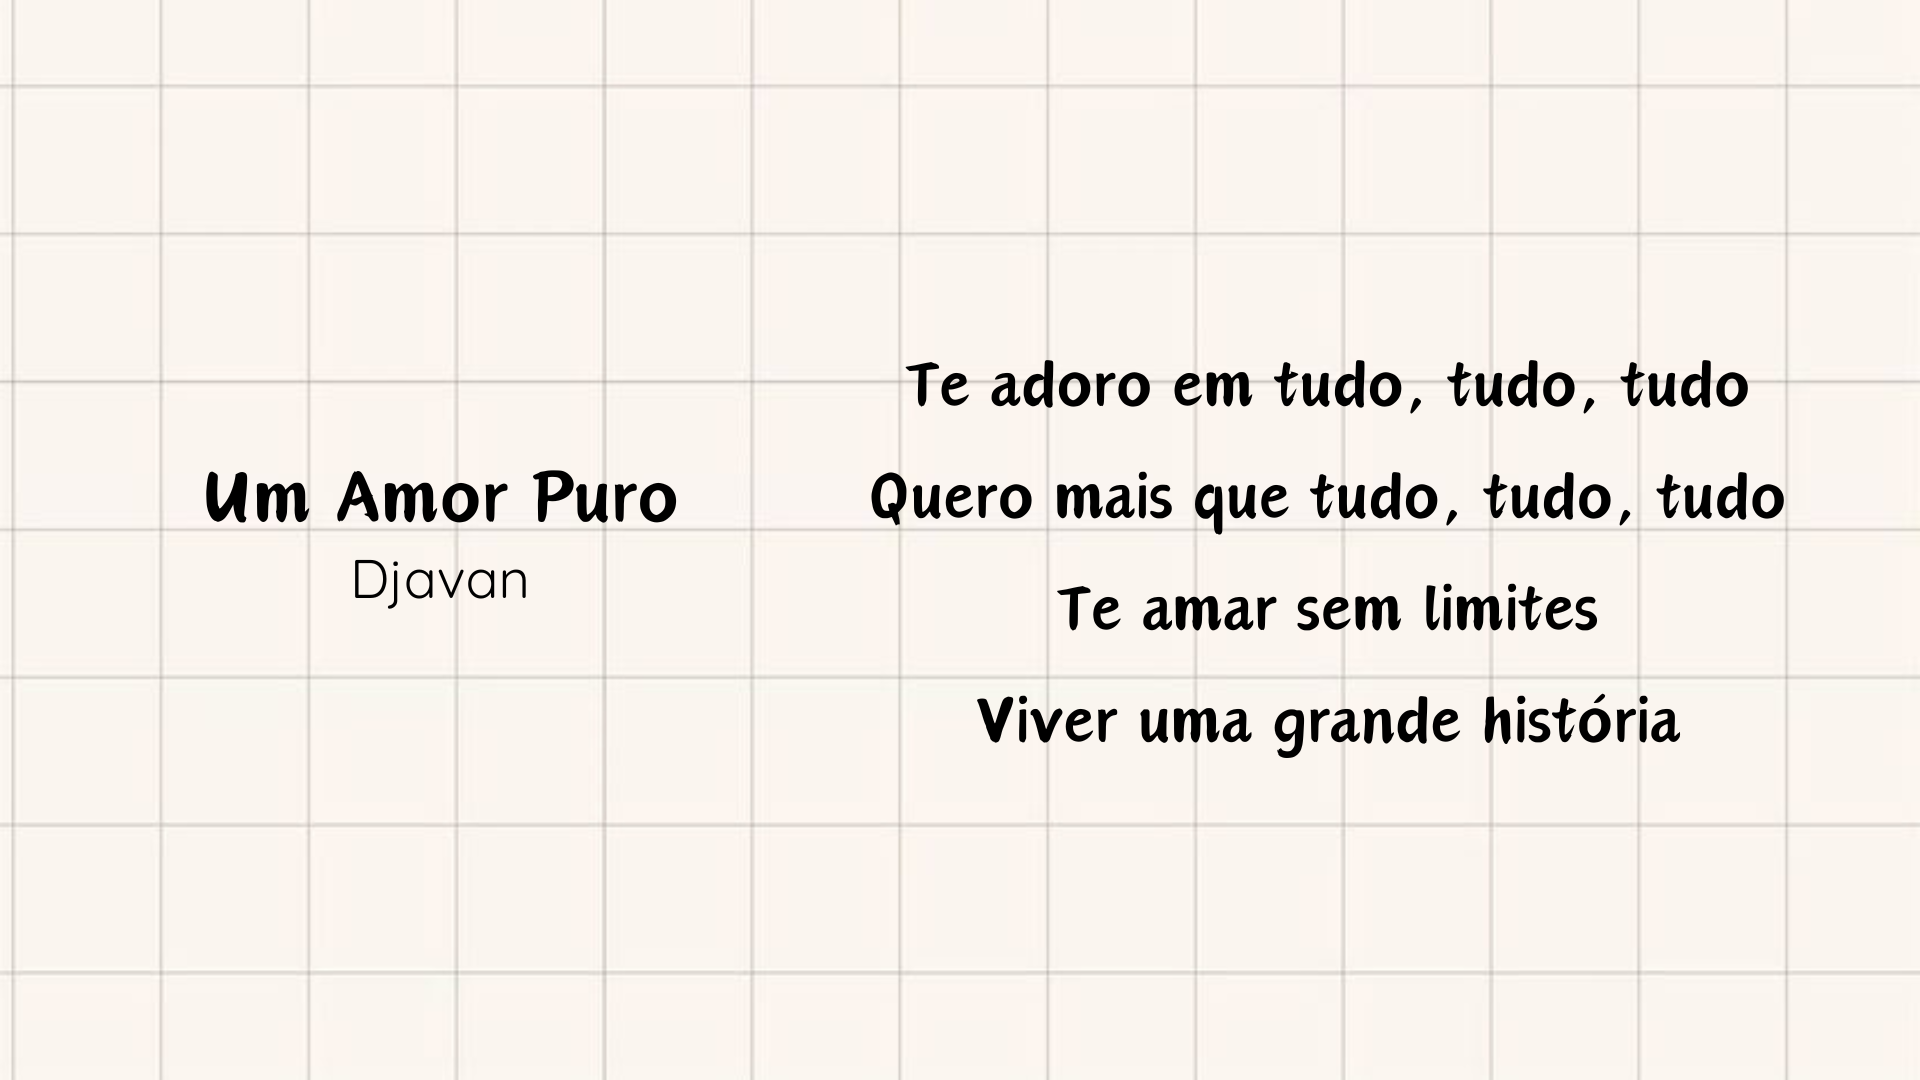 Um Amor Puro
Djavan
Te adoro em tudo, tudo, tudo
Quero mais que tudo, tudo, tudo
Te amar sem limites
Viver uma grande história